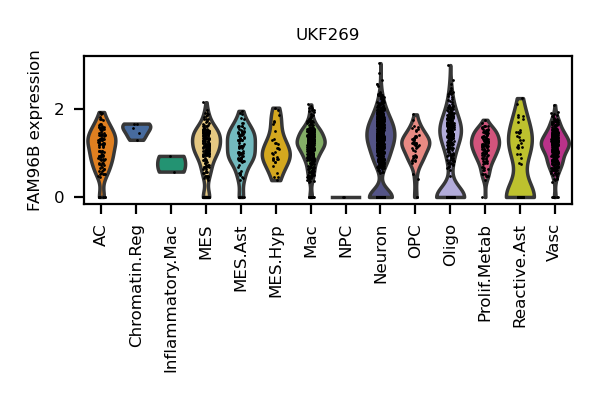 UKF269
FAM96B expression
2
0
AC
Chromatin.Reg
Inflammatory.Mac
MES
MES.Ast
MES.Hyp
Mac
NPC
Neuron
OPC
Oligo
Prolif.Metab
Reactive.Ast
Vasc